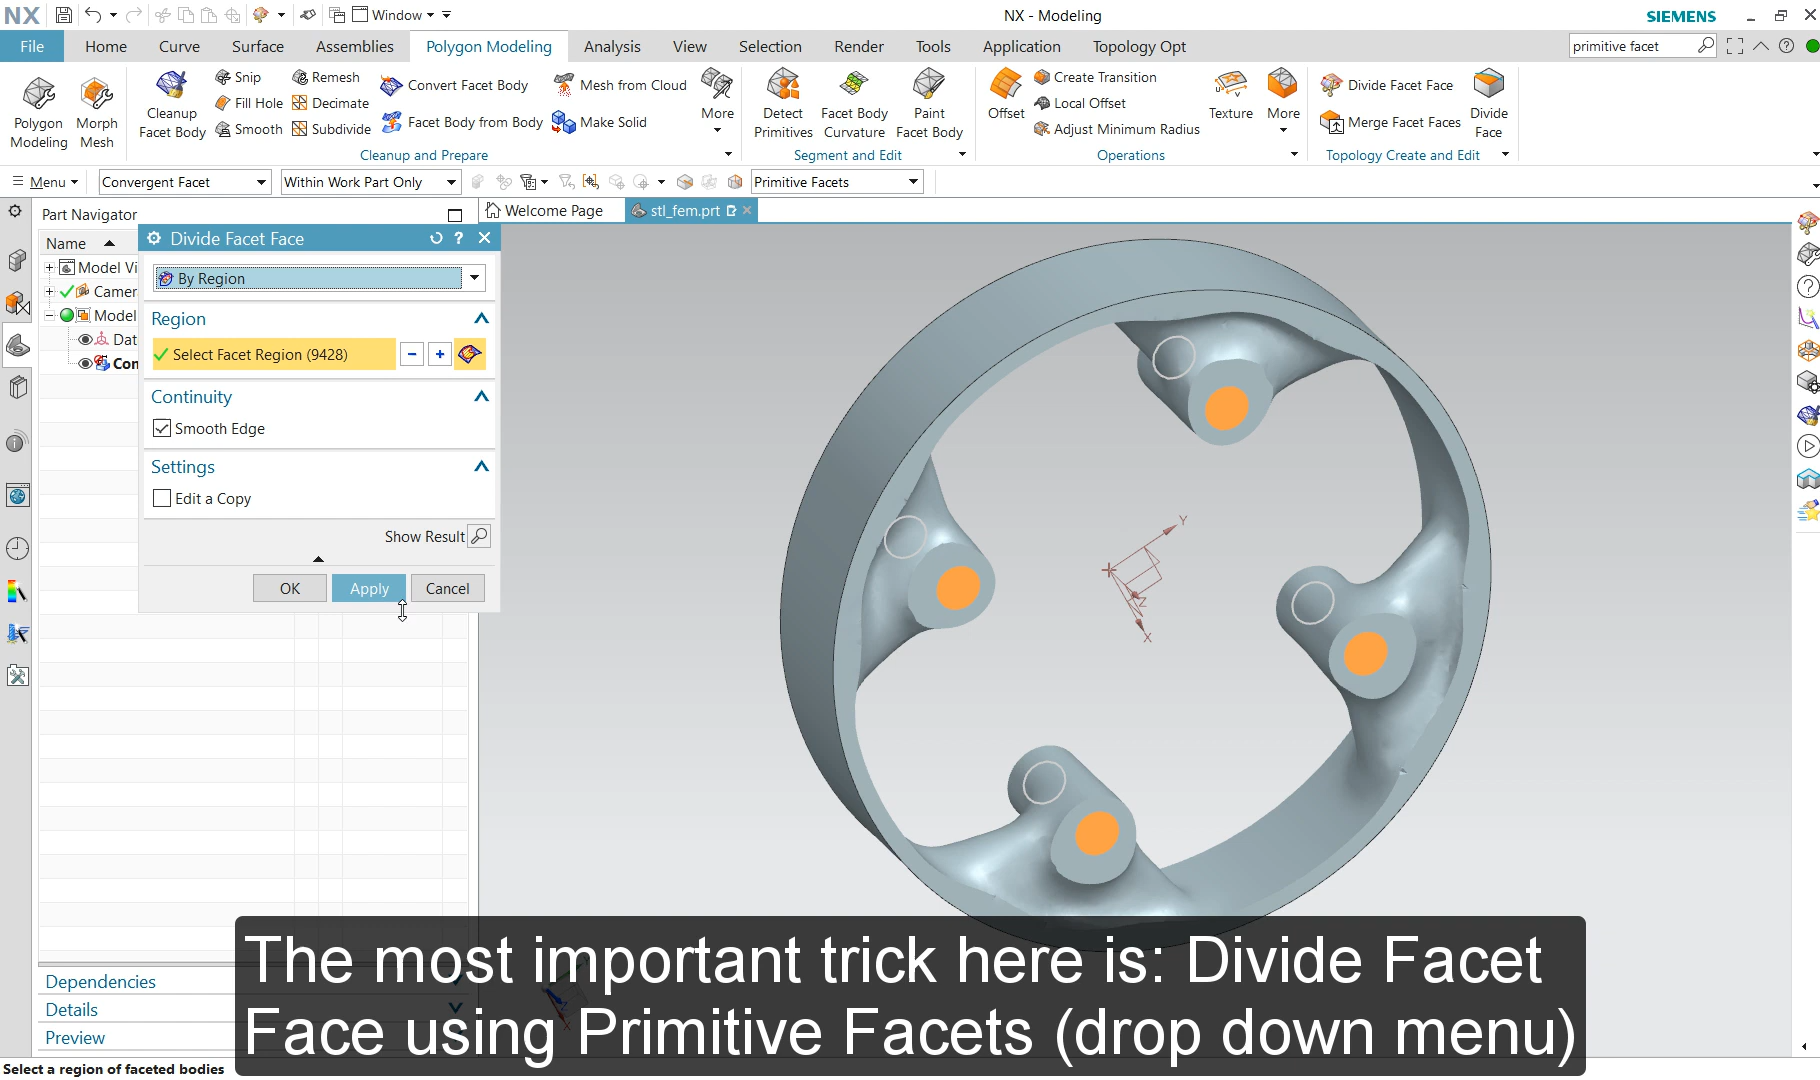 NX
Window
NX - Modeling
SIEMENS
File
Home
Curve
Surface
Assemblies
Polygon Modeling
Analysis
View
Selection
Render
Tools
Application
Topology Opt
primitive facet
Polygon
Modeling
Morph
Mesh
Cleanup
Facet Body
Snip
Fill Hole
Smooth
Remesh
Decimate
Subdivide
Convert Facet Body
Facet Body from Body
Mesh from Cloud
Make Solid
More
Cleanup and Prepare
Detect
Primitives
Facet Body
Curvature
Paint
Facet Body
Segment and Edit
Offset
Create Transition
Local Offset
Adjust Minimum Radius
Texture
More
Operations
Divide Facet Face
Merge Facet Faces
Divide
Face
Topology Create and Edit
Menu
Convergent Facet
Within Work Part Only
Primitive Facets
Part Navigator
Welcome Page
stl_fem.prt
Name
Model Vi
Camer
Model
Dat
Con
Divide Facet Face
By Region
Region
Select Facet Region (9428)
Continuity
Smooth Edge
Settings
Edit a Copy
Show Result
OK
Apply
Cancel
Y
Z
X
Dependencies
Details
Preview
The most important trick here is: Divide Facet
Face using Primitive Facets (drop down menu)
Select a region of faceted bodies